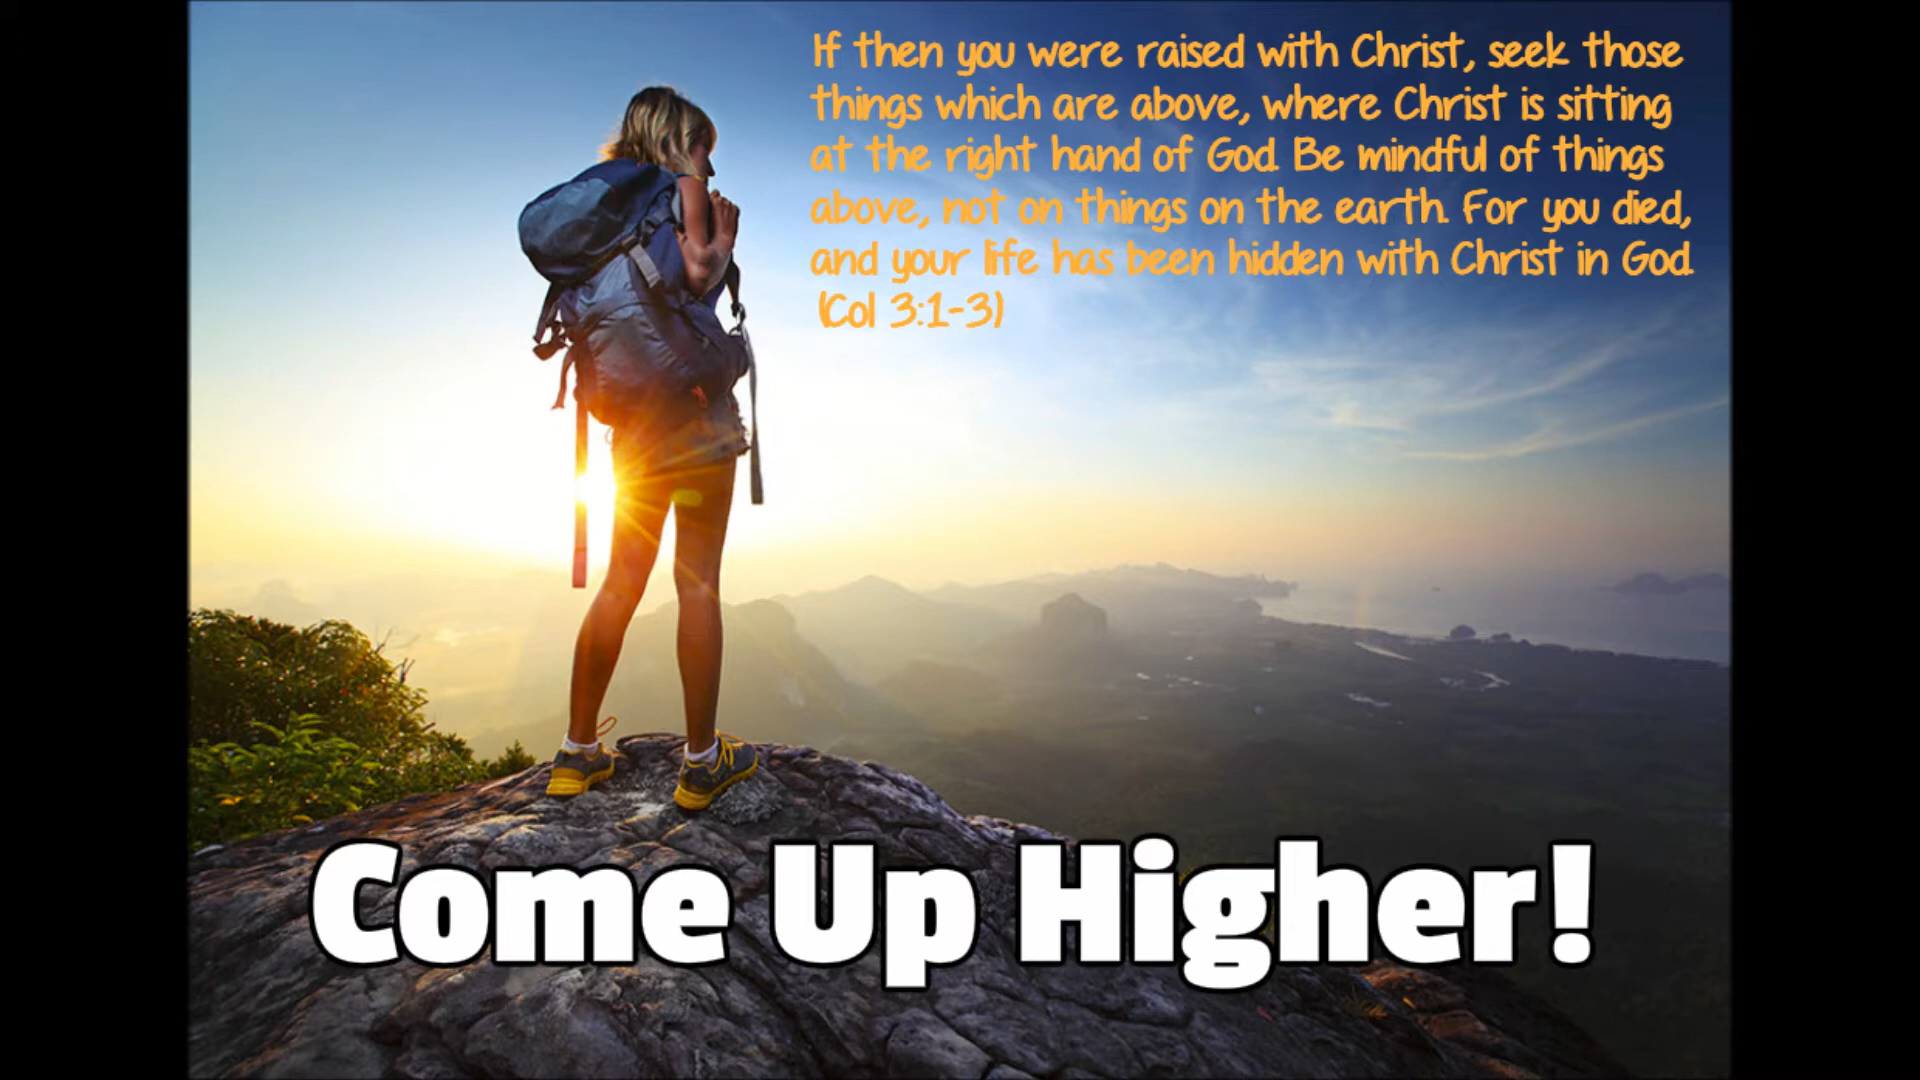 If then you were raised with Christ, seek those
things which are above, where Christ is sitting
at the right hand of God. Be mindful of things
above, not on things on the earth. For you died,
and your life has been hidden with Christ in God.
(Col 3:1-3)
Come Up Higher!